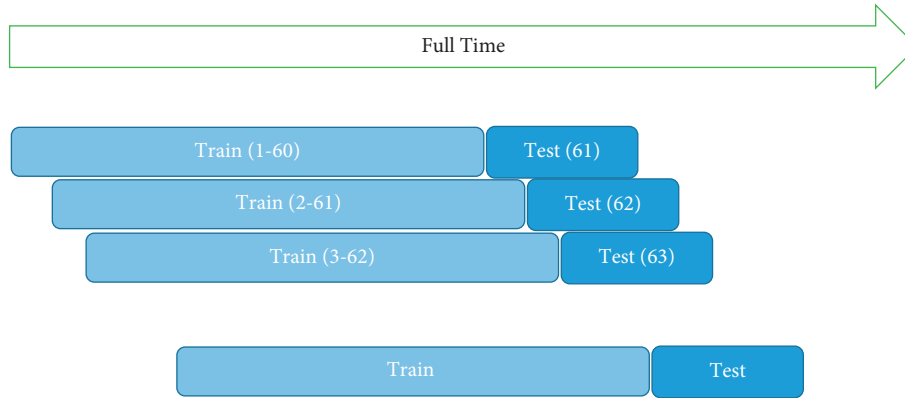 Full Time
Train (1-60)
Test (61)
Train (2-61)
Test (62)
Train (3-62)
Test (63)
Train
Test